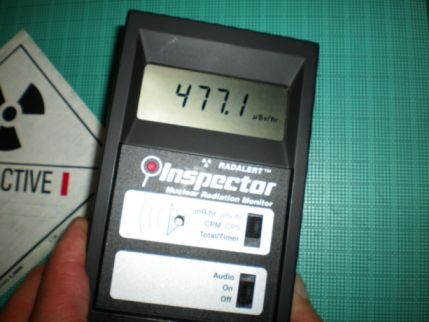 477.1 µSv/hr
RADALERT™
Inspector
Nuclear Radiation Monitor
CTIVE I
mR/hr µSv/hr
CPM CPS
Total/Timer
Audio
On
Off